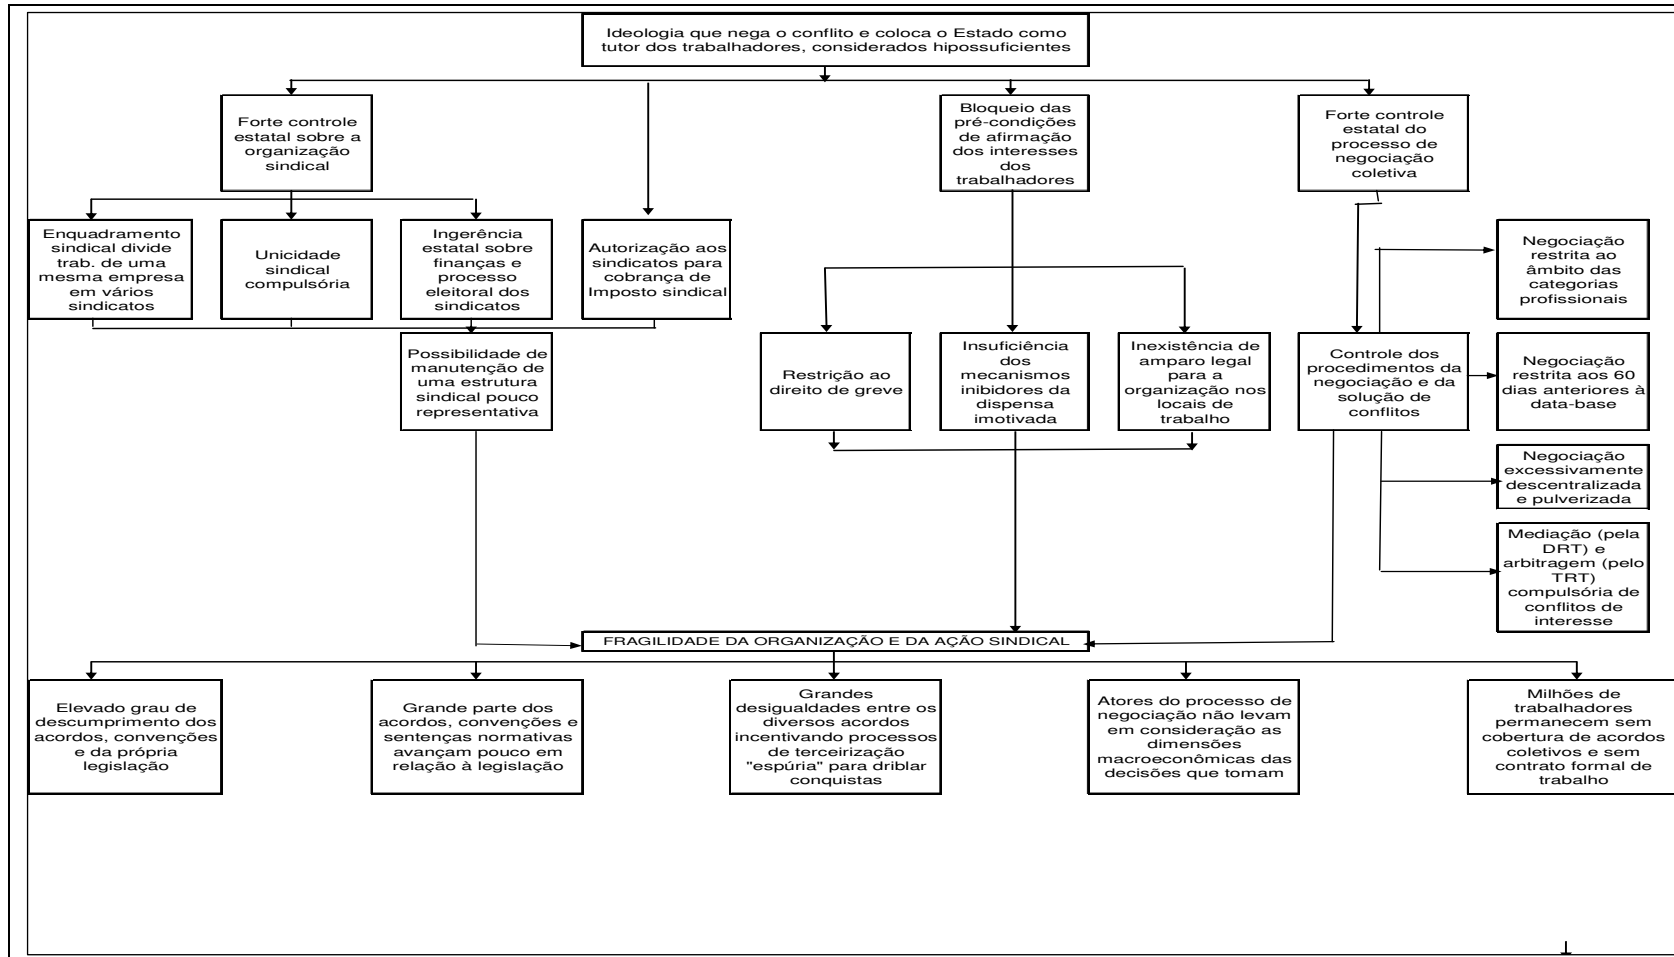 Ideologia que nega o conflito e coloca o Estado como
tutor dos trabalhadores, considerados hipossuficientes
Forte controle
estatal sobre a
organização
sindical
Bloqueio das
pré-condições
de afirmação
dos interesses
dos
trabalhadores
Forte controle
estatal do
processo de
negociação
coletiva
Enquadramento
sindical divide
trab. de uma
mesma empresa
em vários
sindicatos
Unicidade
sindical
compulsória
Ingerência
estatal sobre
finanças e
processo
eleitoral dos
sindicatos
Autorização aos
sindicatos para
cobrança de
Imposto sindical
Negociação
restrita ao
âmbito das
categorias
profissionais
Possibilidade de
manutenção de
uma estrutura
sindical pouco
representativa
Restrição ao
direito de greve
Insuficiência
dos
mecanismos
inibidores da
dispensa
imotivada
Inexistência de
amparo legal
para a
organização nos
locais de
trabalho
Controle dos
procedimentos da
negociação e da
solução de
conflitos
Negociação
restrita aos 60
dias anteriores à
data-base
Negociação
excessivamente
descentralizada
e pulverizada
Mediação (pela
DRT) e
arbitragem (pelo
TRT)
compulsória de
conflitos de
interesse
FRAGILIDADE DA ORGANIZAÇÃO E DA AÇÃO SINDICAL
Elevado grau de
descumprimento dos
acordos, convenções
e da própria
legislação
Grande parte dos
acordos, convenções e
sentenças normativas
avançam pouco em
relação à legislação
Grandes
desigualdades entre os
diversos acordos
incentivando processos
de terceirização
"espúria" para driblar
conquistas
Atores do processo de
negociação não levam
em consideração as
dimensões
macroeconômicas das
decisões que tomam
Milhões de
trabalhadores
permanecem sem
cobertura de acordos
coletivos e sem
contrato formal de
trabalho